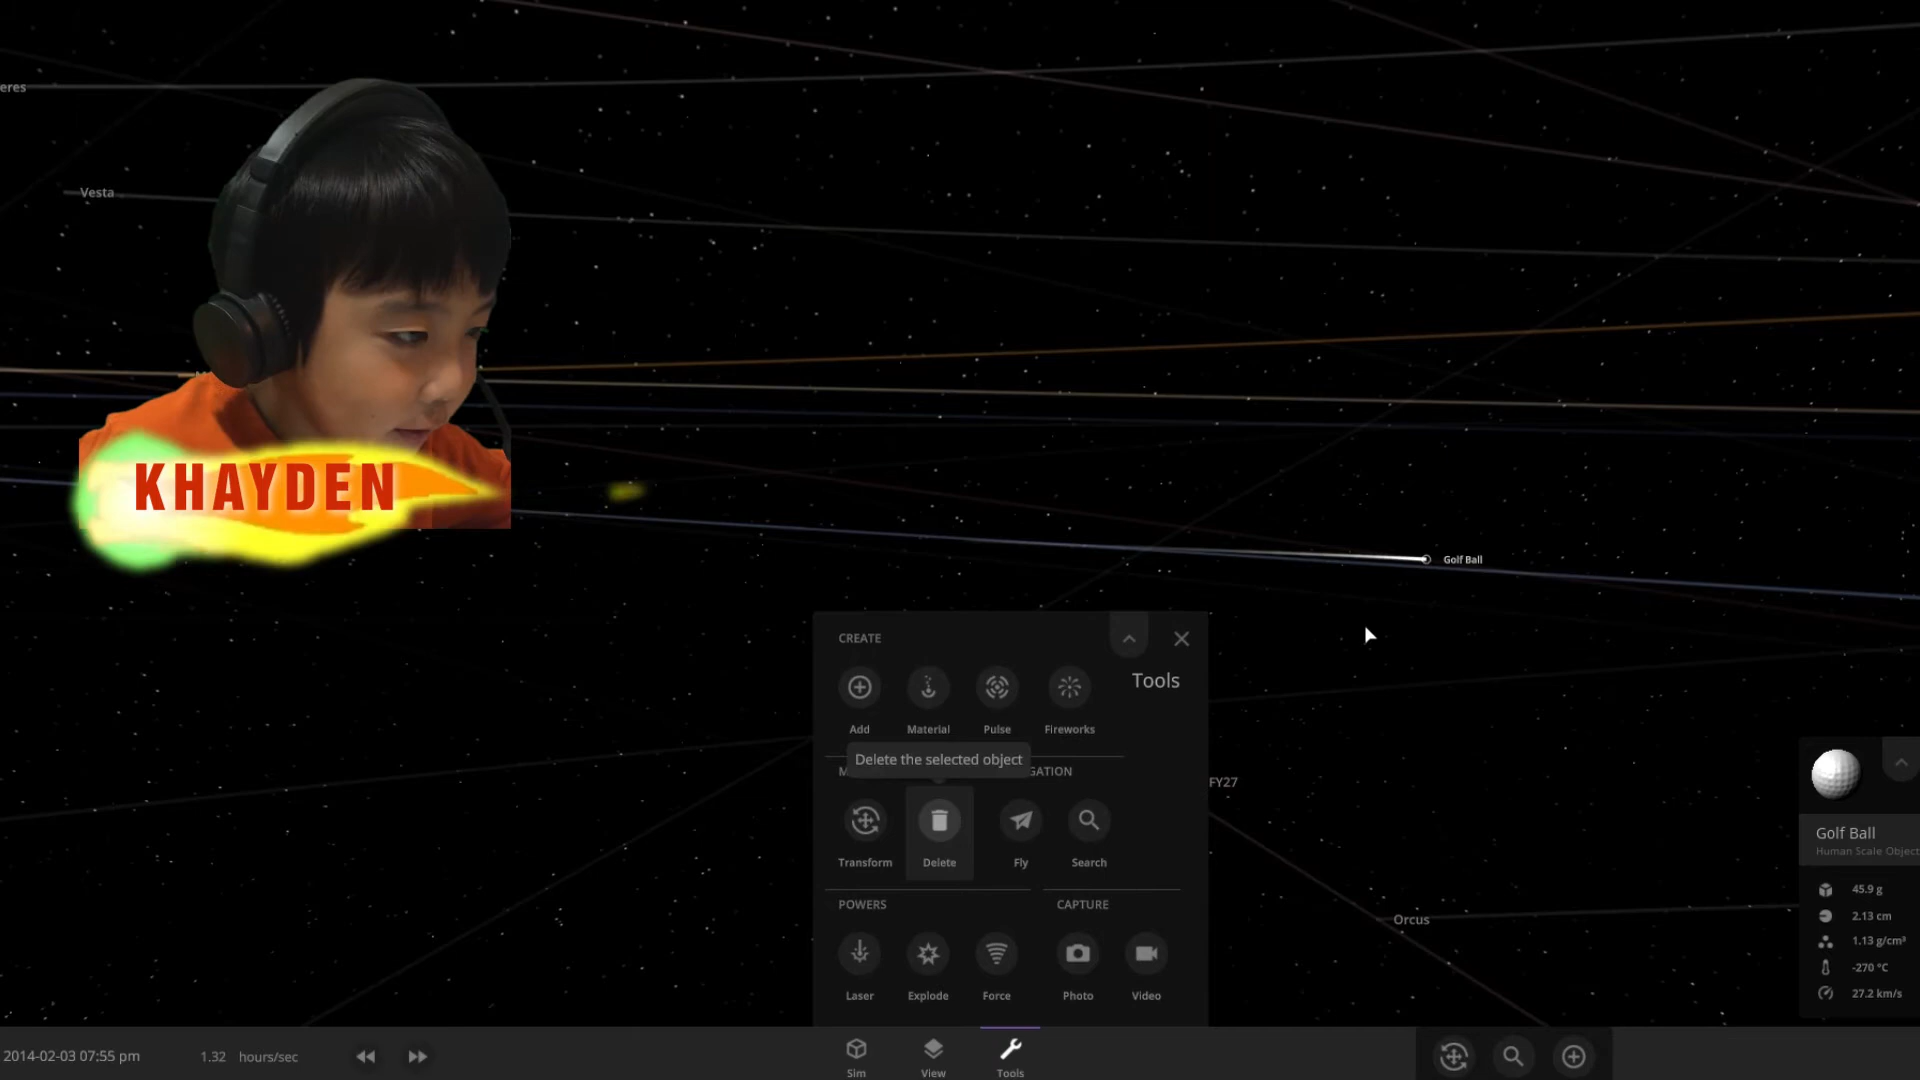 eres
Vesta
KHAYDEN
Golf Ball
CREATE
Tools
Add
Material
Pulse
Fireworks
Delete the selected object
M
GATION
FY27
Transform
Delete
Fly
Search
Golf Ball
Human Scale Object
POWERS
CAPTURE
45.9 g
2.13 cm
Orcus
1.13 g/cm³
-270 °C
27.2 km/s
Laser
Explode
Force
Photo
Video
2014-02-03 07:55 pm
1.32 hours/sec
Sim
View
Tools